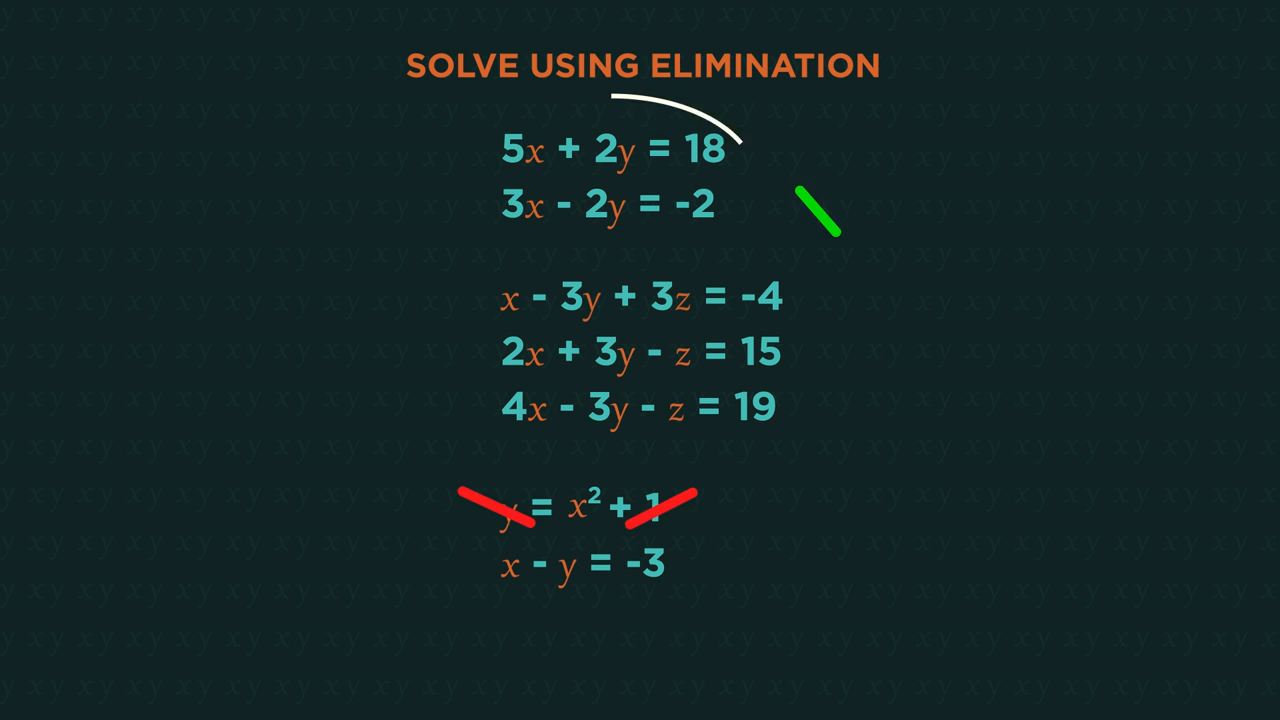 SOLVE USING ELIMINATION
5x + 2y = 18
3x - 2y = -2
x - 3y + 3z = -4
2x + 3y - z = 15
4x - 3y - z = 19
y = x² + 1
x - y = -3